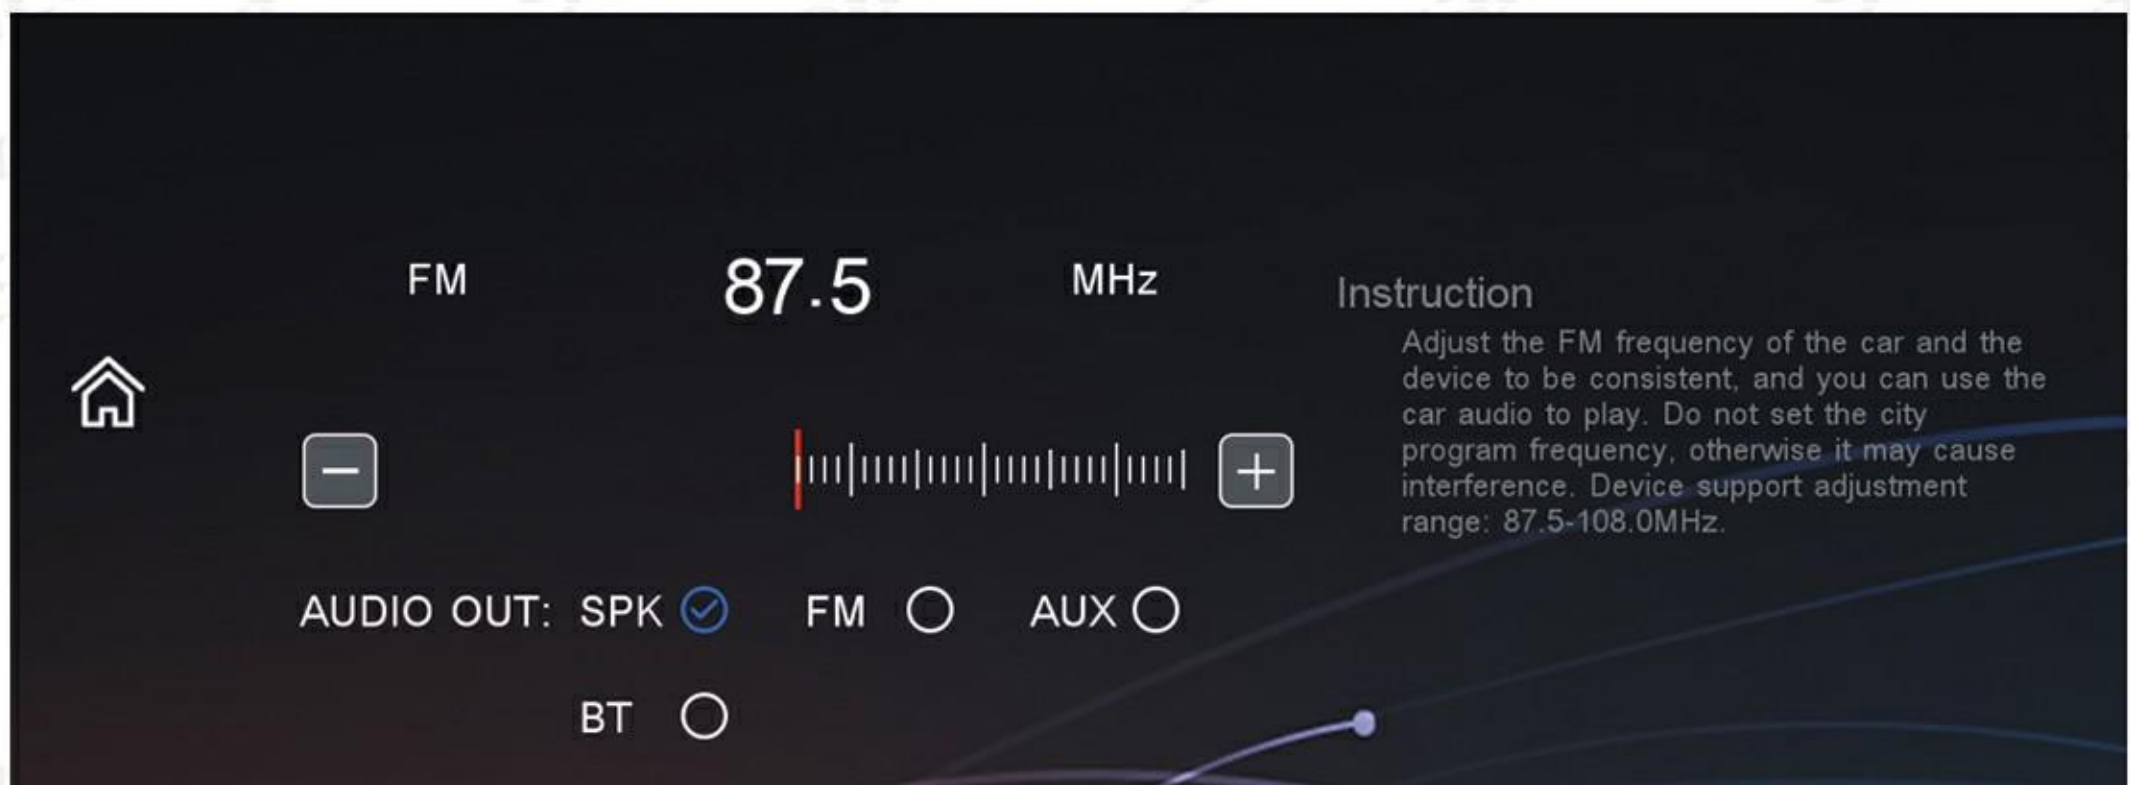 FM 87.5 MHz
Instruction
Adjust the FM frequency of the car and the
device to be consistent, and you can use the
car audio to play. Do not set the city
program frequency, otherwise it may cause
interference. Device support adjustment
range: 87.5-108.0MHz.
AUDIO OUT: SPK FM AUX
BT